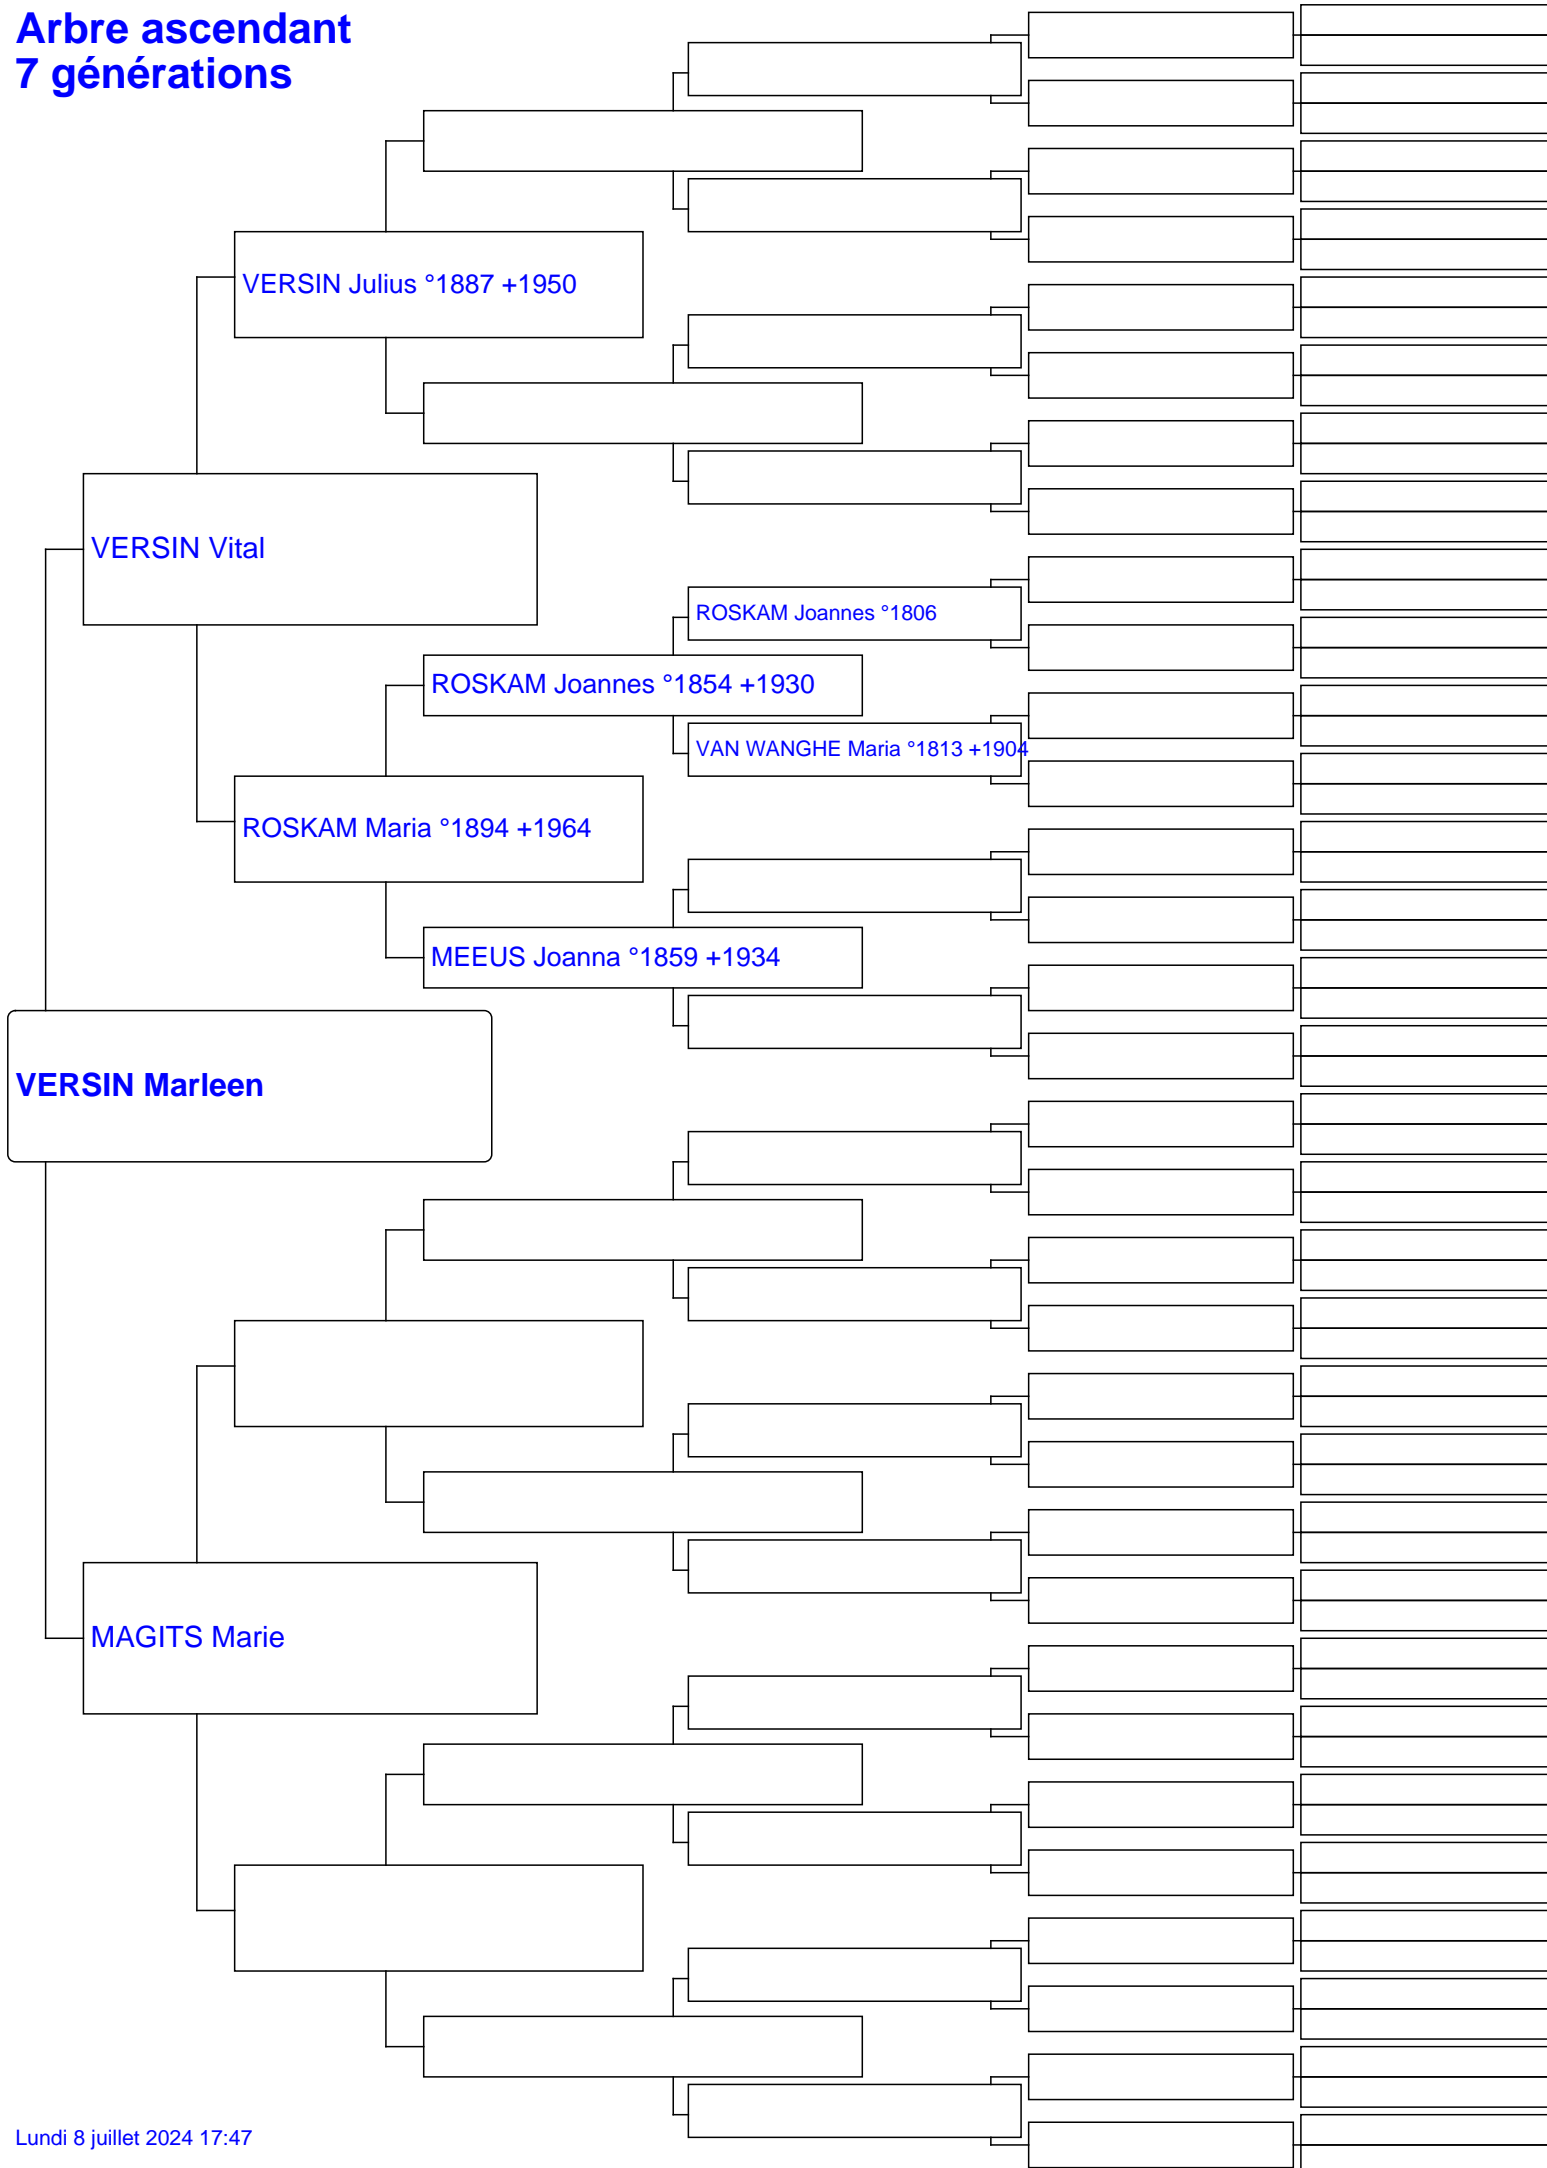 Arbre ascendant
7 générations
VERSIN Julius °1887 +1950
VERSIN Vital
ROSKAM Joannes °1806
ROSKAM Joannes °1854 +1930
VAN WANGHE Maria °1813 +1904
ROSKAM Maria °1894 +1964
MEEUS Joanna °1859 +1934
VERSIN Marleen
MAGITS Marie
Lundi 8 juillet 2024 17:47